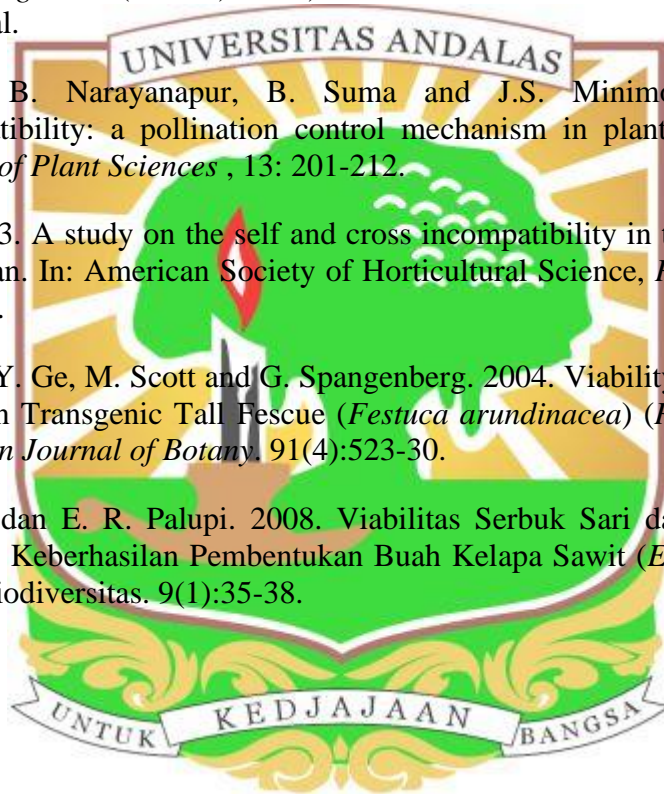 al.
UNIVERSITAS ANDALAS
B. Narayanapur, B. Suma and J.S.
tibility: a pollination control mechanism in plant
of Plant Sciences , 13: 201-212.
3. A study on the self and cross incompatibility in
an. In: American Society of Horticultural Science,
Y. Ge, M. Scott and G. Spangenberg. 2004. Viability
n Transgenic Tall Fescue (Festuca arundinacea) (
n Journal of Botany. 91(4):523-30.
dan E. R. Palupi. 2008. Viabilitas Serbuk Sari
Keberhasilan Pembentukan Buah Kelapa Sawit (
iodiversitas. 9(1):35-38.
UNTUK KEDJAJAAN BANGSA